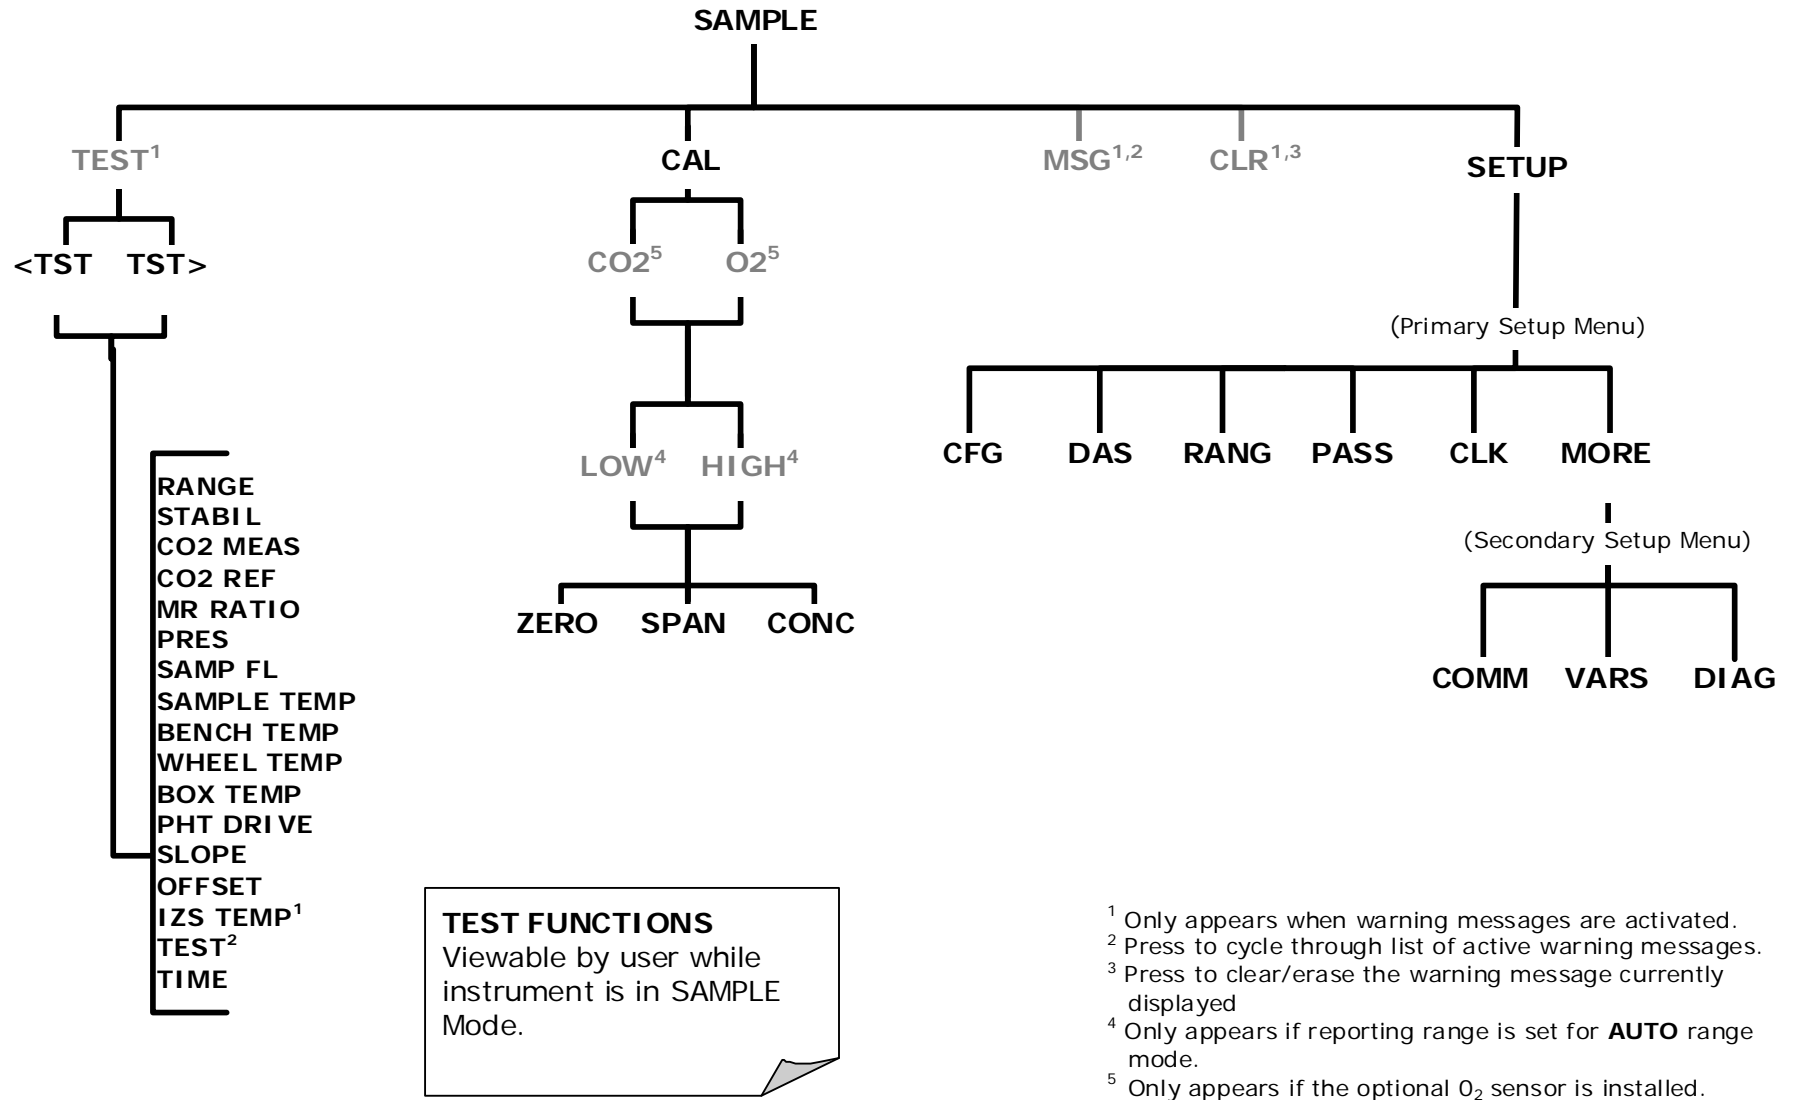 SAMPLE
TEST¹ CAL MSG¹,² CLR¹,³ SETUP
<TST TST> CO2⁵ O2⁵
(Primary Setup Menu)
CFG DAS RANG PASS CLK MORE
LOW⁴ HIGH⁴
(Secondary Setup Menu)
ZERO SPAN CONC
COMM VARS DIAG
RANGE
STABIL
CO2 MEAS
CO2 REF
MR RATIO
PRES
SAMP FL
SAMPLE TEMP
BENCH TEMP
WHEEL TEMP
BOX TEMP
PHT DRIVE
SLOPE
OFFSET
IZS TEMP¹
TEST²
TIME
TEST FUNCTIONS
Viewable by user while
instrument is in SAMPLE
Mode.
¹ Only appears when warning messages are activated.
² Press to cycle through list of active warning messages.
³ Press to clear/erase the warning message currently
displayed
⁴ Only appears if reporting range is set for AUTO range
mode.
⁵ Only appears if the optional 0₂ sensor is installed.